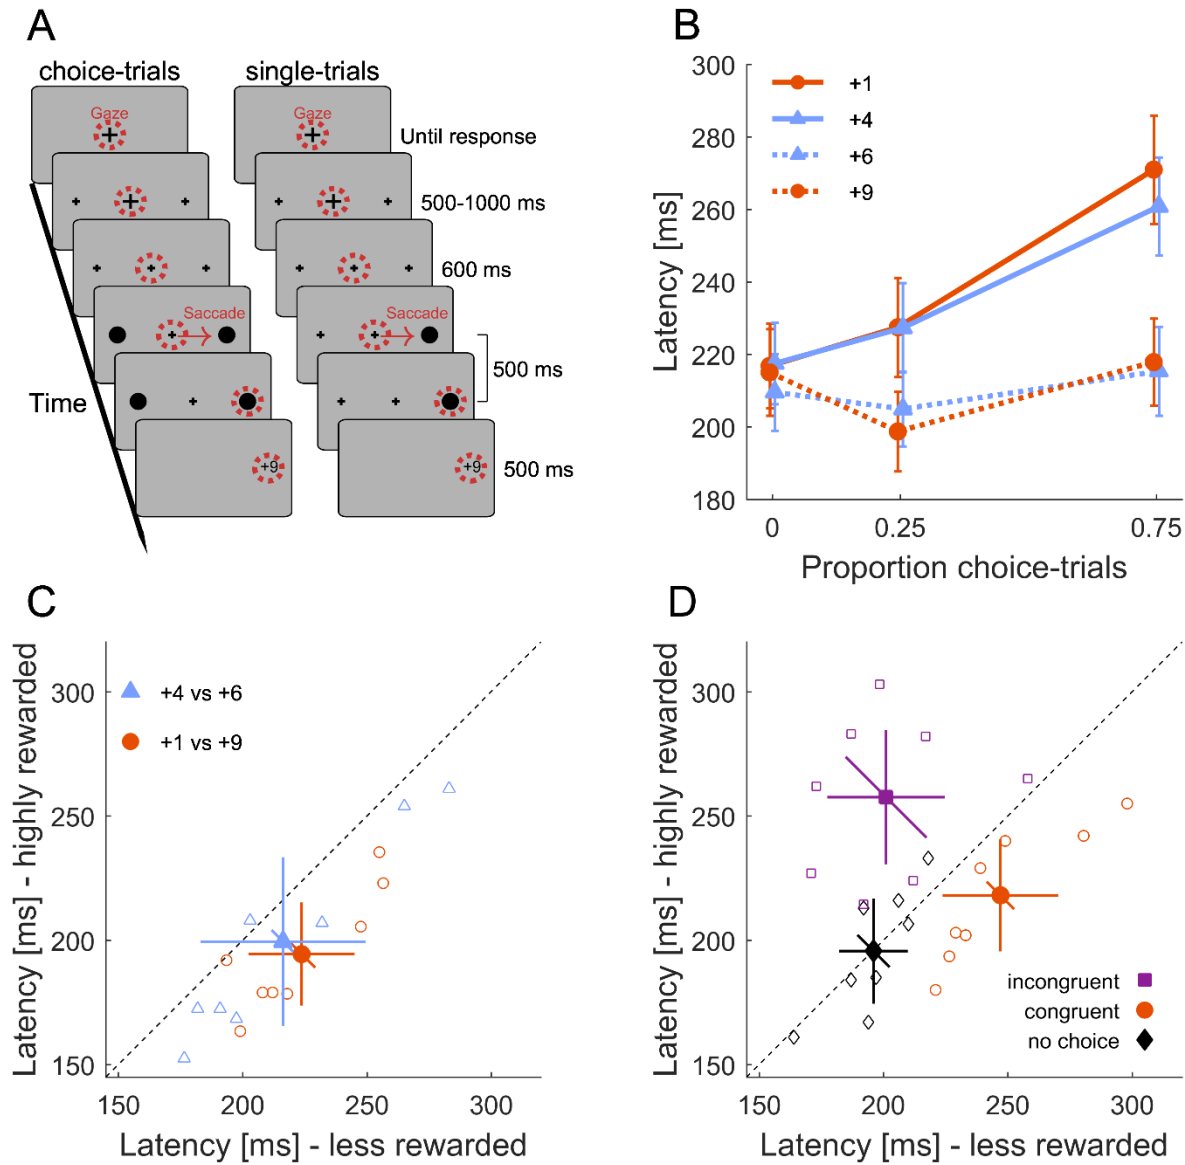 A
choice-trials
single-trials
Gaze
Gaze
Until response
500-1000 ms
600 ms
Saccade
Saccade
500 ms
Time
+9
+9
500 ms
B
300
280
260
240
220
200
180
Latency [ms]
+1
+4
+6
+9
0
0.25
0.75
Proportion choice-trials
C
300
250
200
150
Latency [ms] - highly rewarded
+4 vs +6
+1 vs +9
150
200
250
300
Latency [ms] - less rewarded
D
300
250
200
150
Latency [ms] - highly rewarded
incongruent
congruent
no choice
150
200
250
300
Latency [ms] - less rewarded